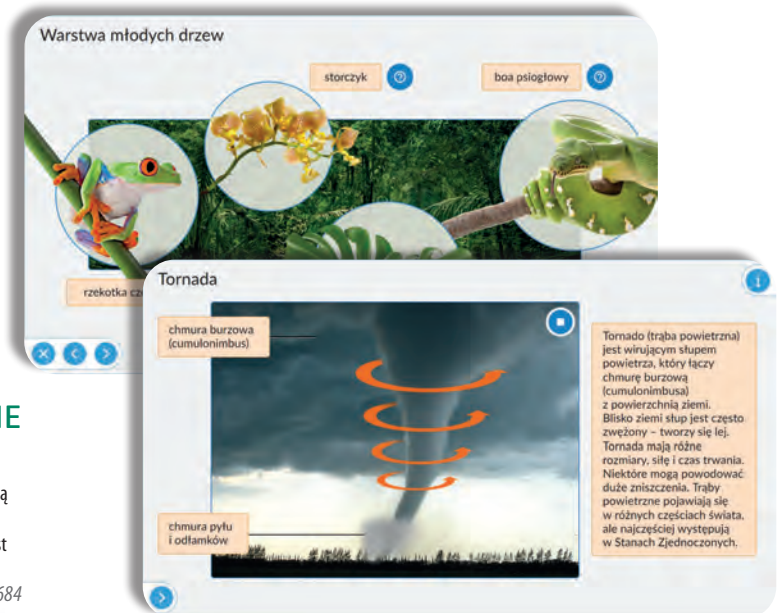 Warstwa młodych drzew
storczyk
boa psiogłowy
rzekotka
Tornada
chmura burzowa
(cumulonimbus)
chmura pyłu
i odłamków
Tornado (trąba powietrzna)
jest wirującym słupem
powietrza, który łączy
chmurę burzową
(cumulonimbusa)
z powierzchnią ziemi.
Blisko ziemi słup jest często
zwężony – tworzy się lej.
Tornada mają różne
rozmiary, siłę i czas trwania.
Niektóre mogą powodować
duże zniszczenia. Trąby
powietrzne pojawiają się
w różnych częściach świata,
ale najczęściej występują
w Stanach Zjednoczonych.